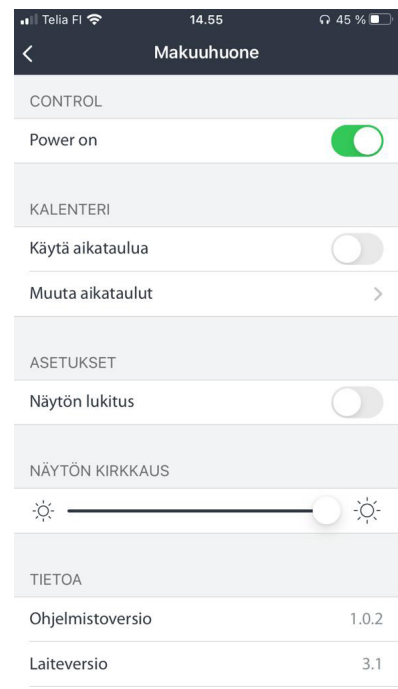 Telia FI 14.55 45 %
Makuuhuone
CONTROL
Power on
KALENTERI
Käytä aikataulua
Muuta aikataulut
ASETUKSET
Näytön lukitus
NÄYTÖN KIRKKAUS
TIETOA
Ohjelmistoversio 1.0.2
Laiteversio 3.1